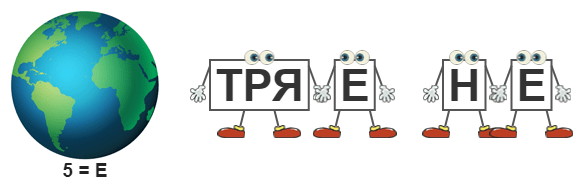 ТРЯ Е Н Е
5 = Е